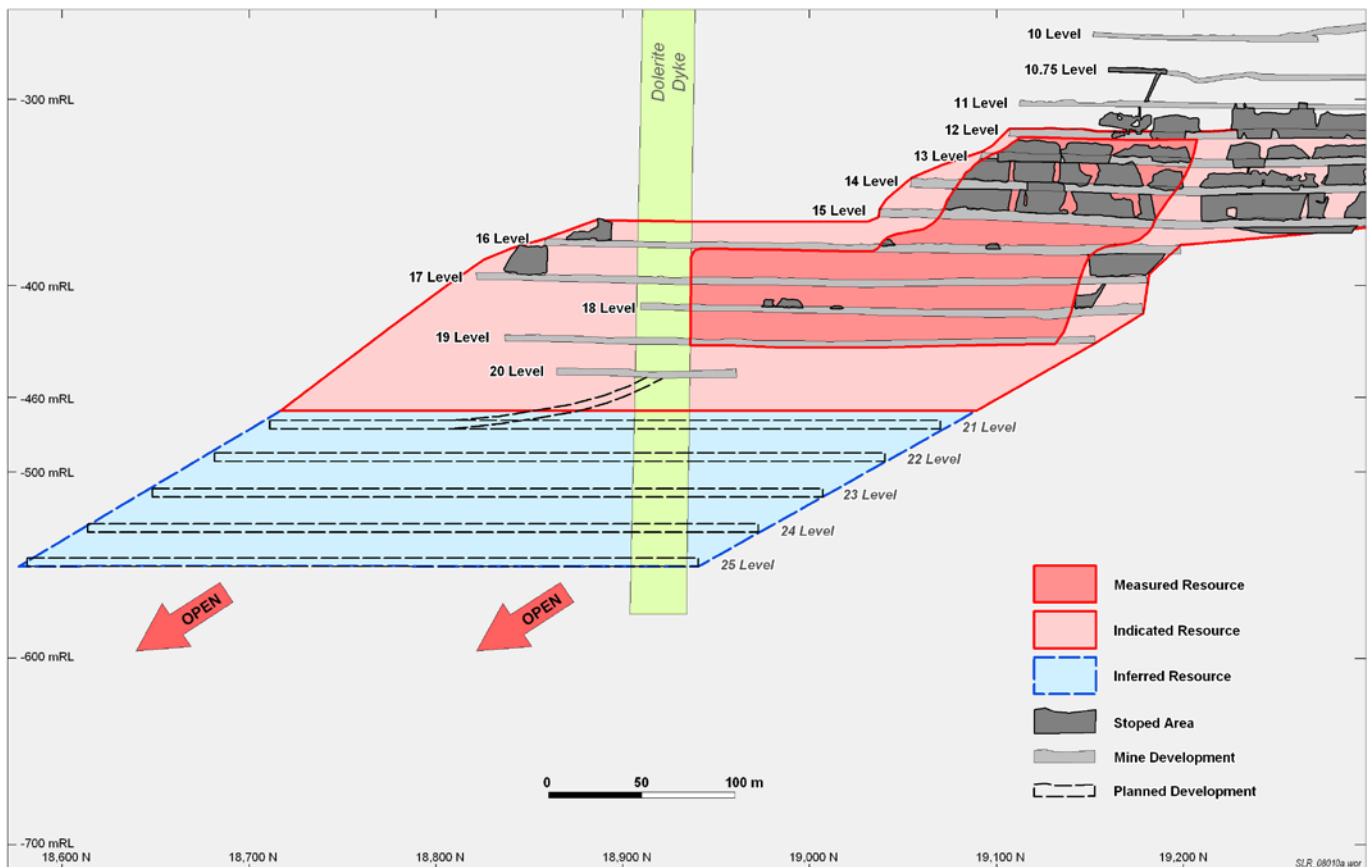 10 Level
10.75 Level
-300 mRL
11 Level
12 Level
13 Level
14 Level
15 Level
16 Level
17 Level
-400 mRL
18 Level
19 Level
20 Level
-460 mRL
21 Level
22 Level
-500 mRL
23 Level
24 Level
25 Level
Dolerite
Dyke
OPEN
OPEN
-600 mRL
-700 mRL
Measured Resource
Indicated Resource
Inferred Resource
Stoped Area
Mine Development
Planned Development
0 50 100 m
18,600 N 18,700 N 18,800 N 18,900 N 19,000 N 19,100 N 19,200 N
SLR_08010a.wor